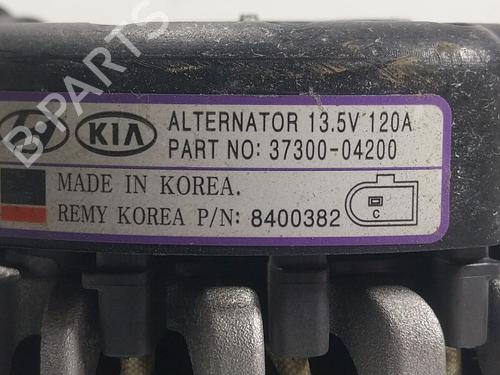 B-PARTS
KIA
ALTERNATOR 13.5V 120A
PART NO: 37300-04200
MADE IN KOREA.
REMY KOREA P/N: 8400382
C